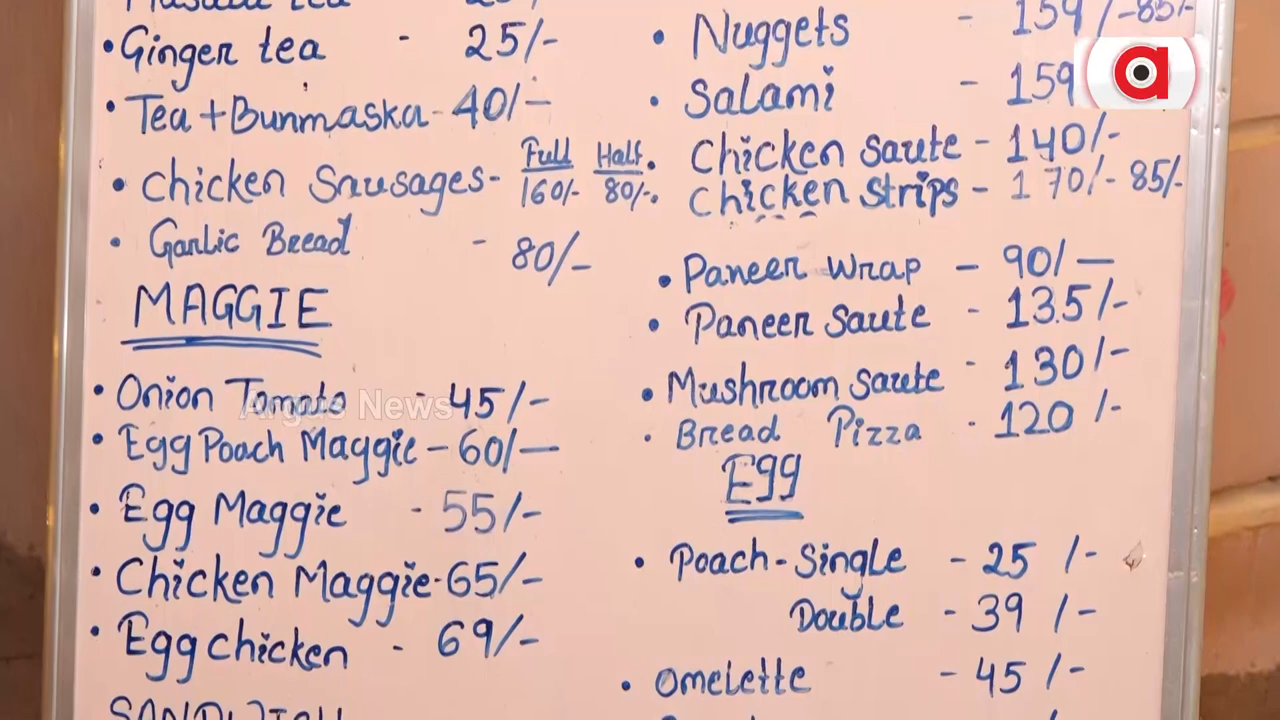 Masala tea
• Ginger tea - 25/-
• Tea + Bunmaska - 40/-
• Chicken Sausages - Full 160/- Half 80/-
• Garlic Bread - 80/-
MAGGIE
• Onion Tomato - 45/-
• Egg Poach Maggie - 60/-
• Egg Maggie - 55/-
• Chicken Maggie - 65/-
• Egg chicken - 69/-
SANDWICH
• Nuggets - 159/- 85/-
• Salami - 159
• Chicken Saute - 140/-
• Chicken Strips - 170/- 85/-
• Paneer Wrap - 90/-
• Paneer Saute - 135/-
• Mushroom Saute - 130/-
• Bread Pizza - 120/-
Egg
• Poach - Single - 25/-
Double - 39/-
• Omelette - 45/-
a
Argus News